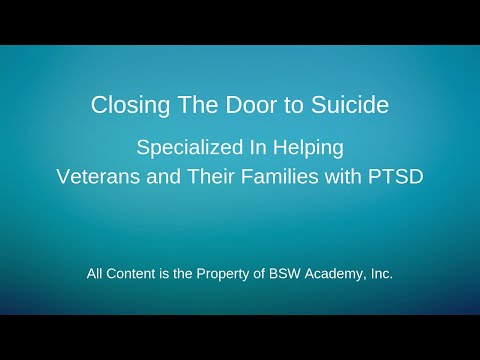 Closing The Door to Suicide
Specialized In Helping
Veterans and Their Families with PTSD
All Content is the Property of BSW Academy, Inc.